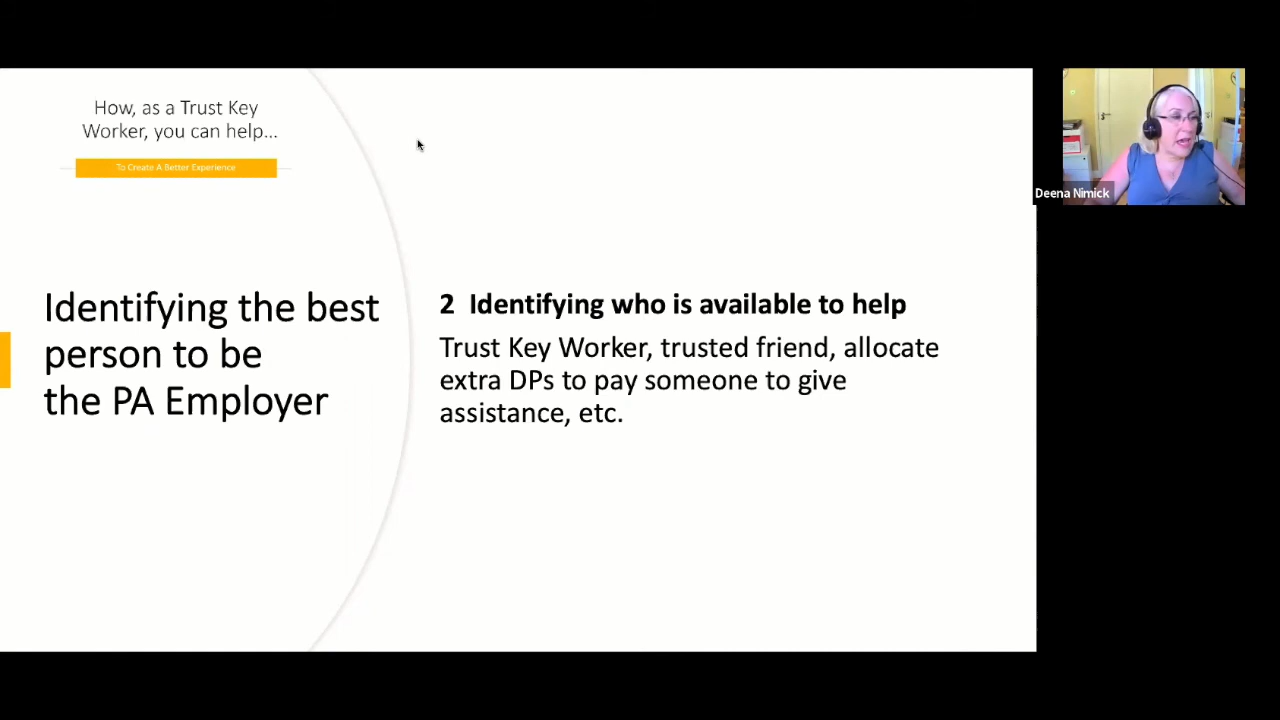 How, as a Trust Key
Worker, you can help...
To Create A Better Experience
Identifying the best
person to be
the PA Employer
2 Identifying who is available to help
Trust Key Worker, trusted friend, allocate
extra DPs to pay someone to give
assistance, etc.
Deena Nimick